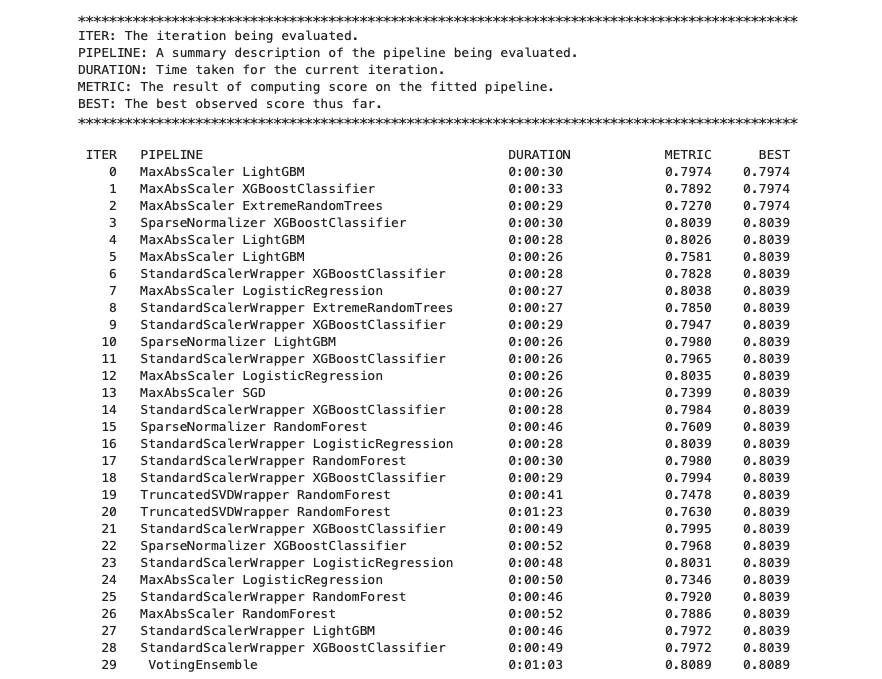 ********************************************************************************************
ITER: The iteration being evaluated.
PIPELINE: A summary description of the pipeline being evaluated.
DURATION: Time taken for the current iteration.
METRIC: The result of computing score on the fitted pipeline.
BEST: The best observed score thus far.
********************************************************************************************
ITER PIPELINE DURATION METRIC BEST
0 MaxAbsScaler LightGBM 0:00:30 0.7974 0.7974
1 MaxAbsScaler XGBoostClassifier 0:00:33 0.7892 0.7974
2 MaxAbsScaler ExtremeRandomTrees 0:00:29 0.7270 0.7974
3 SparseNormalizer XGBoostClassifier 0:00:30 0.8039 0.8039
4 MaxAbsScaler LightGBM 0:00:28 0.8026 0.8039
5 MaxAbsScaler LightGBM 0:00:26 0.7581 0.8039
6 StandardScalerWrapper XGBoostClassifier 0:00:28 0.7828 0.8039
7 MaxAbsScaler LogisticRegression 0:00:27 0.8038 0.8039
8 StandardScalerWrapper ExtremeRandomTrees 0:00:27 0.7850 0.8039
9 StandardScalerWrapper XGBoostClassifier 0:00:29 0.7947 0.8039
10 SparseNormalizer LightGBM 0:00:26 0.7980 0.8039
11 StandardScalerWrapper XGBoostClassifier 0:00:26 0.7965 0.8039
12 MaxAbsScaler LogisticRegression 0:00:26 0.8035 0.8039
13 MaxAbsScaler SGD 0:00:26 0.7399 0.8039
14 StandardScalerWrapper XGBoostClassifier 0:00:28 0.7984 0.8039
15 SparseNormalizer RandomForest 0:00:46 0.7609 0.8039
16 StandardScalerWrapper LogisticRegression 0:00:28 0.8039 0.8039
17 StandardScalerWrapper RandomForest 0:00:30 0.7980 0.8039
18 StandardScalerWrapper XGBoostClassifier 0:00:29 0.7994 0.8039
19 TruncatedSVDWrapper RandomForest 0:00:41 0.7478 0.8039
20 TruncatedSVDWrapper RandomForest 0:01:23 0.7630 0.8039
21 StandardScalerWrapper XGBoostClassifier 0:00:49 0.7995 0.8039
22 SparseNormalizer XGBoostClassifier 0:00:52 0.7968 0.8039
23 StandardScalerWrapper LogisticRegression 0:00:48 0.8031 0.8039
24 MaxAbsScaler LogisticRegression 0:00:50 0.7346 0.8039
25 StandardScalerWrapper RandomForest 0:00:46 0.7920 0.8039
26 MaxAbsScaler RandomForest 0:00:52 0.7886 0.8039
27 StandardScalerWrapper LightGBM 0:00:46 0.7972 0.8039
28 StandardScalerWrapper XGBoostClassifier 0:00:49 0.7972 0.8039
29 VotingEnsemble 0:01:03 0.8089 0.8089